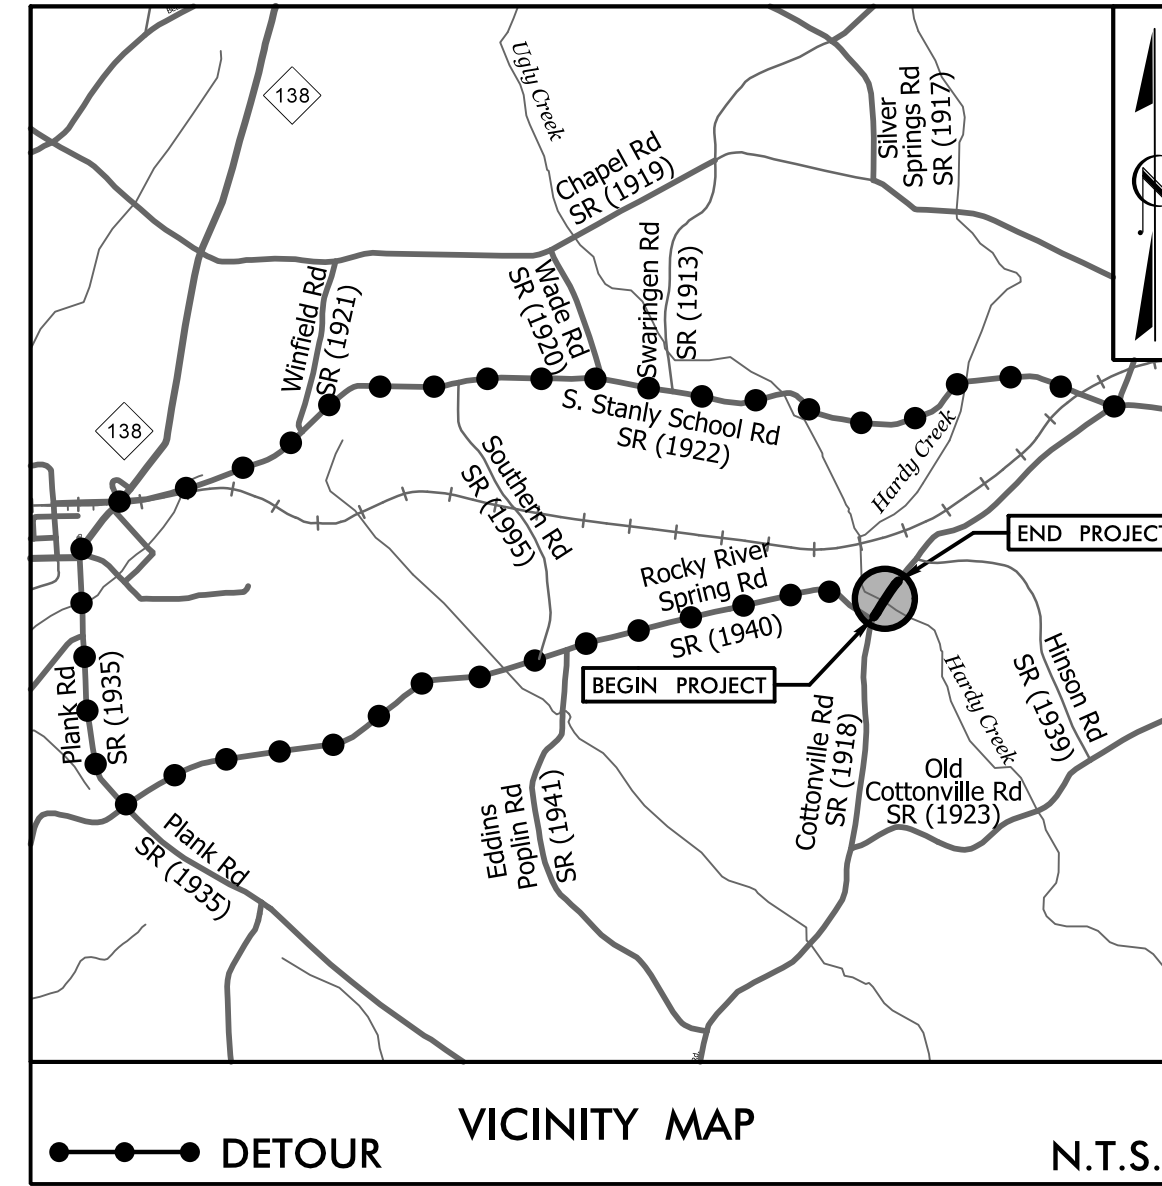 138
Ugly Creek
Silver
Springs Rd
SR (1917)
Chapel Rd
SR (1919)
Swaringen Rd
SR (1913)
Wade Rd
SR (1920)
Winfield Rd
SR (1921)
138
S. Stanly School Rd
SR (1922)
Hardy Creek
Southern Rd
SR (1995)
END PROJECT
Rocky River
Spring Rd
SR (1940)
BEGIN PROJECT
Plank Rd
SR (1935)
Hinson Rd
SR (1939)
Hardy Creek
Cottonville Rd
SR (1918)
Old
Cottonville Rd
SR (1923)
Eddins
Poplin Rd
SR (1941)
Plank Rd
SR (1935)
Rd
VICINITY MAP
DETOUR
N.T.S.